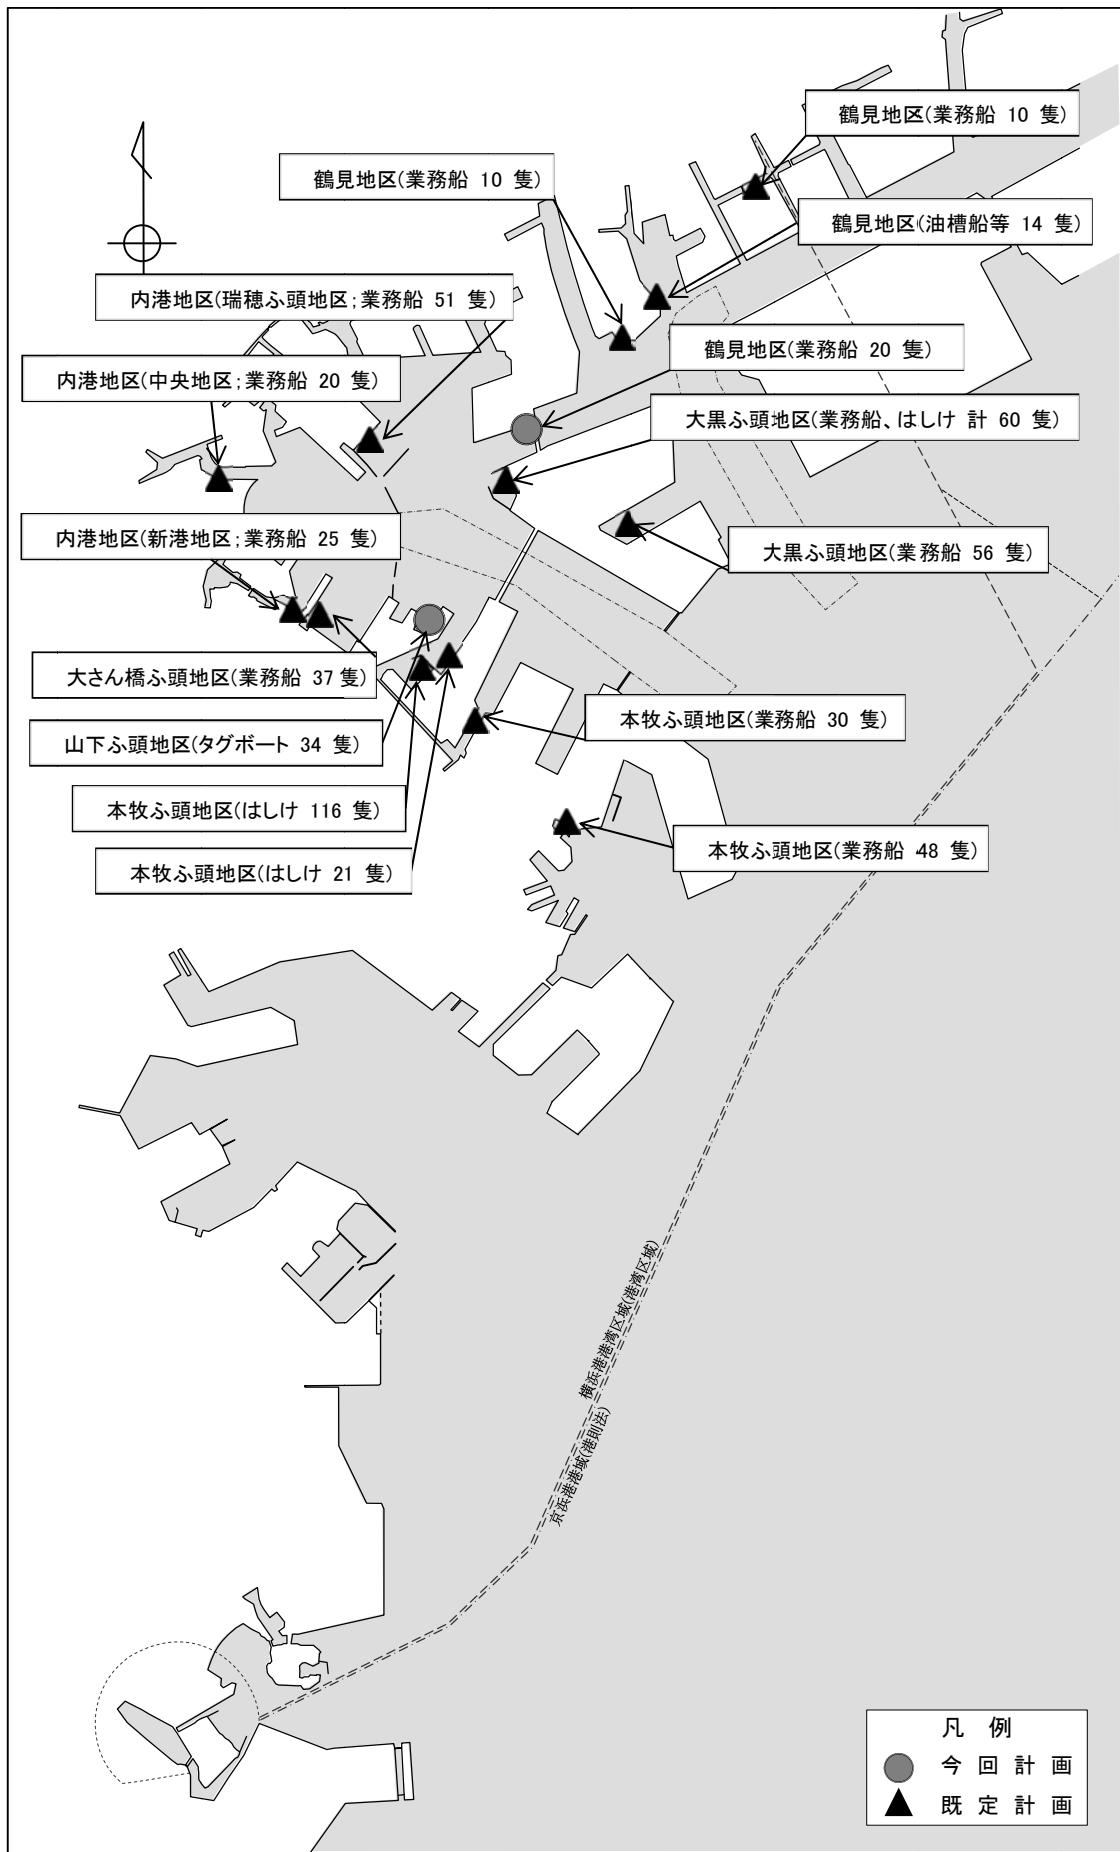 鶴見地区(業務船 10 隻)
鶴見地区(業務船 10 隻)
鶴見地区(油槽船等 14 隻)
内港地区(瑞穂ふ頭地区;業務船 51 隻)
鶴見地区(業務船 20 隻)
内港地区(中央地区;業務船 20 隻)
大黒ふ頭地区(業務船、はしけ 計 60 隻)
内港地区(新港地区;業務船 25 隻)
大黒ふ頭地区(業務船 56 隻)
大さん橋ふ頭地区(業務船 37 隻)
本牧ふ頭地区(業務船 30 隻)
山下ふ頭地区(タグボート 34 隻)
本牧ふ頭地区(はしけ 116 隻)
本牧ふ頭地区(業務船 48 隻)
本牧ふ頭地区(はしけ 21 隻)
横浜港港湾区域(港湾区域)
京浜港港域(港則法)
凡 例
今 回 計 画
既 定 計 画